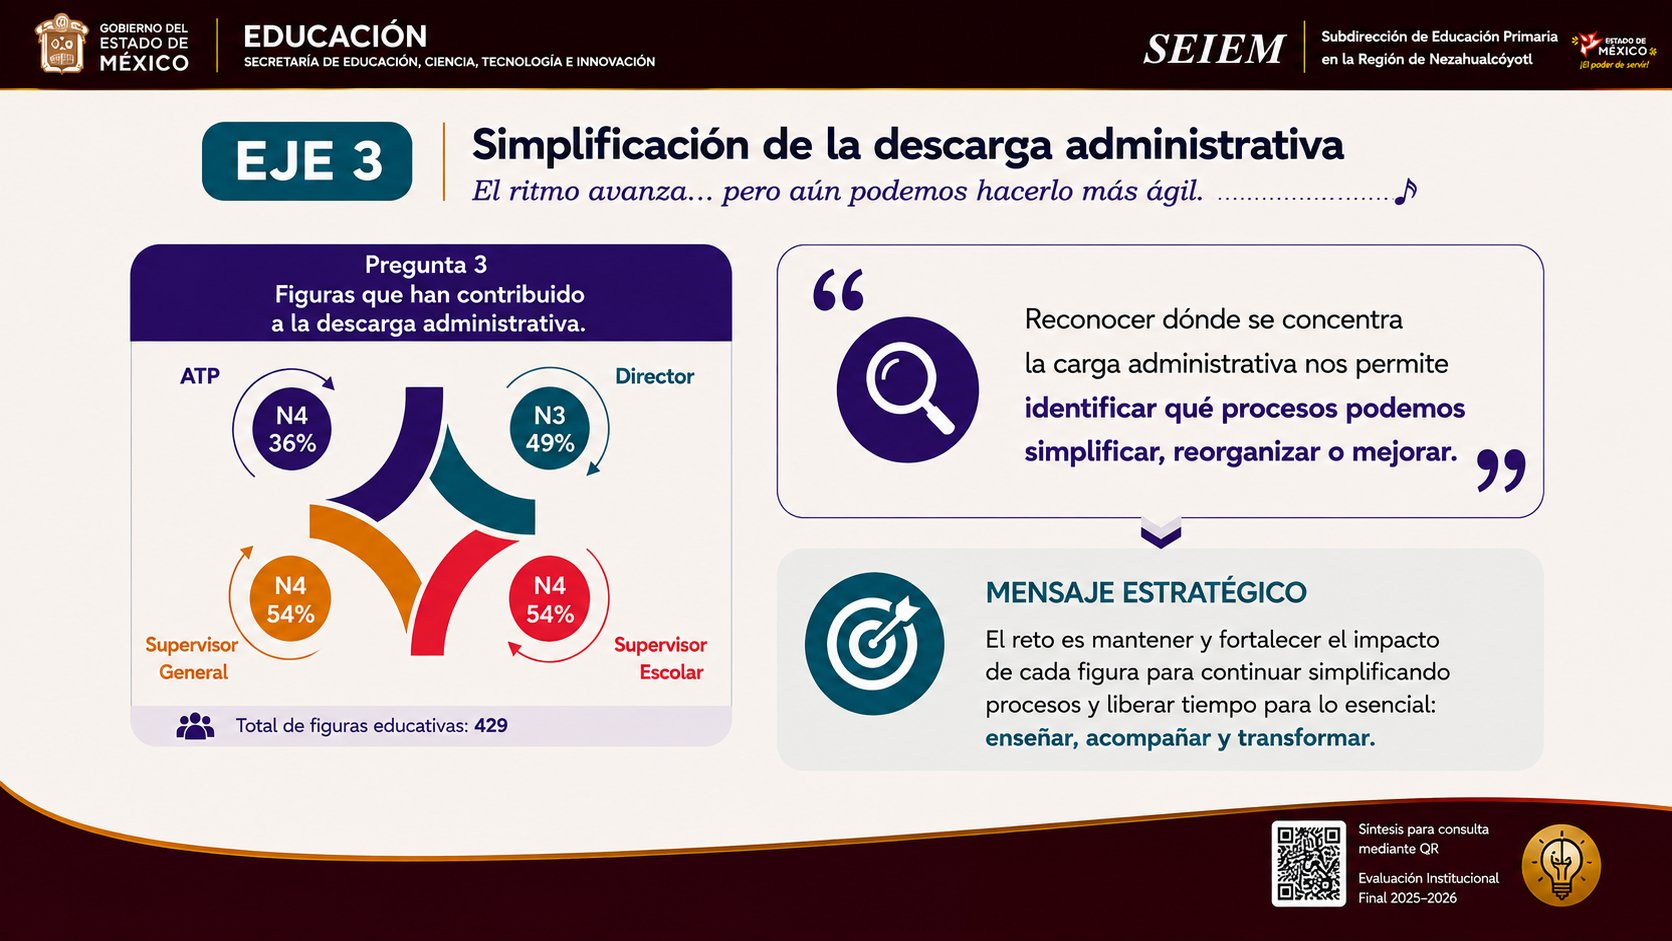 GOBIERNO DEL
ESTADO DE
MÉXICO
EDUCACIÓN
SECRETARÍA DE EDUCACIÓN, CIENCIA, TECNOLOGÍA E INNOVACIÓN
SEIEM
Subdirección de Educación Primaria
en la Región de Nezahualcóyotl
ESTADO DE
MÉXICO
¡El poder de servir!
EJE 3
Simplificación de la descarga administrativa
El ritmo avanza... pero aún podemos hacerlo más ágil.
Pregunta 3
Figuras que han contribuido
a la descarga administrativa.
ATP
N4
36%
Director
N3
49%
N4
54%
Supervisor
General
N4
54%
Supervisor
Escolar
Total de figuras educativas: 429
“
Reconocer dónde se concentra
la carga administrativa nos permite
identificar qué procesos podemos
simplificar, reorganizar o mejorar.
”
MENSAJE ESTRATÉGICO
El reto es mantener y fortalecer el impacto
de cada figura para continuar simplificando
procesos y liberar tiempo para lo esencial:
enseñar, acompañar y transformar.
Síntesis para consulta
mediante QR
Evaluación Institucional
Final 2025–2026